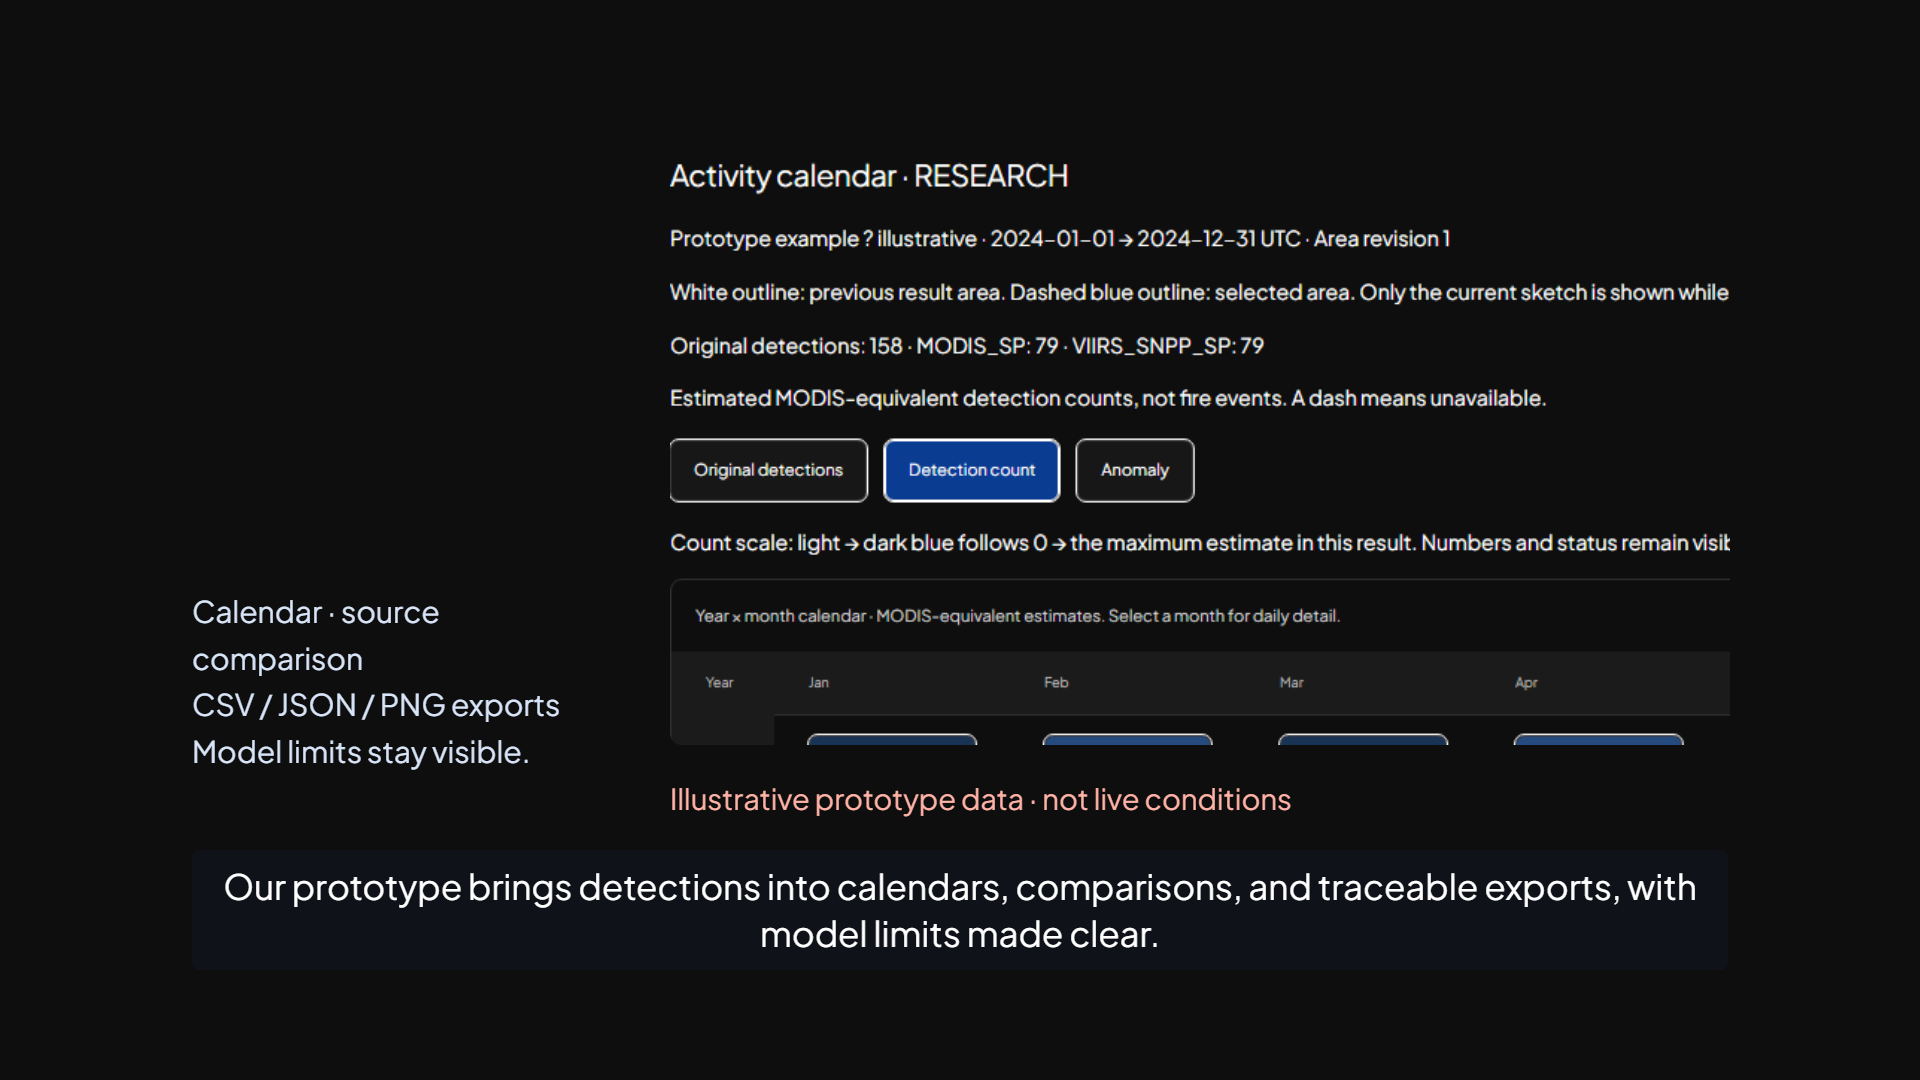 Activity calendar · RESEARCH
Prototype example ? illustrative · 2024-01-01 → 2024-12-31 UTC · Area revision 1
White outline: previous result area. Dashed blue outline: selected area. Only the current sketch is shown while
Original detections: 158 · MODIS_SP: 79 · VIIRS_SNPP_SP: 79
Estimated MODIS-equivalent detection counts, not fire events. A dash means unavailable.
Original detections
Detection count
Anomaly
Count scale: light → dark blue follows 0 → the maximum estimate in this result. Numbers and status remain
Year × month calendar · MODIS-equivalent estimates. Select a month for daily detail.
Year Jan Feb Mar Apr
Calendar · source
comparison
CSV / JSON / PNG exports
Model limits stay visible.
Illustrative prototype data · not live conditions
Our prototype brings detections into calendars, comparisons, and traceable exports, with
model limits made clear.